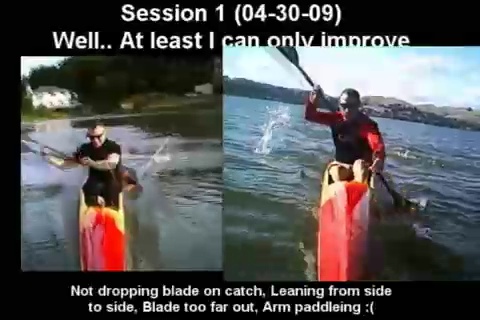 Session 1 (04-30-09)
Well.. At least I can only improve
Not dropping blade on catch, Leaning from side
to side, Blade too far out, Arm paddleing :(